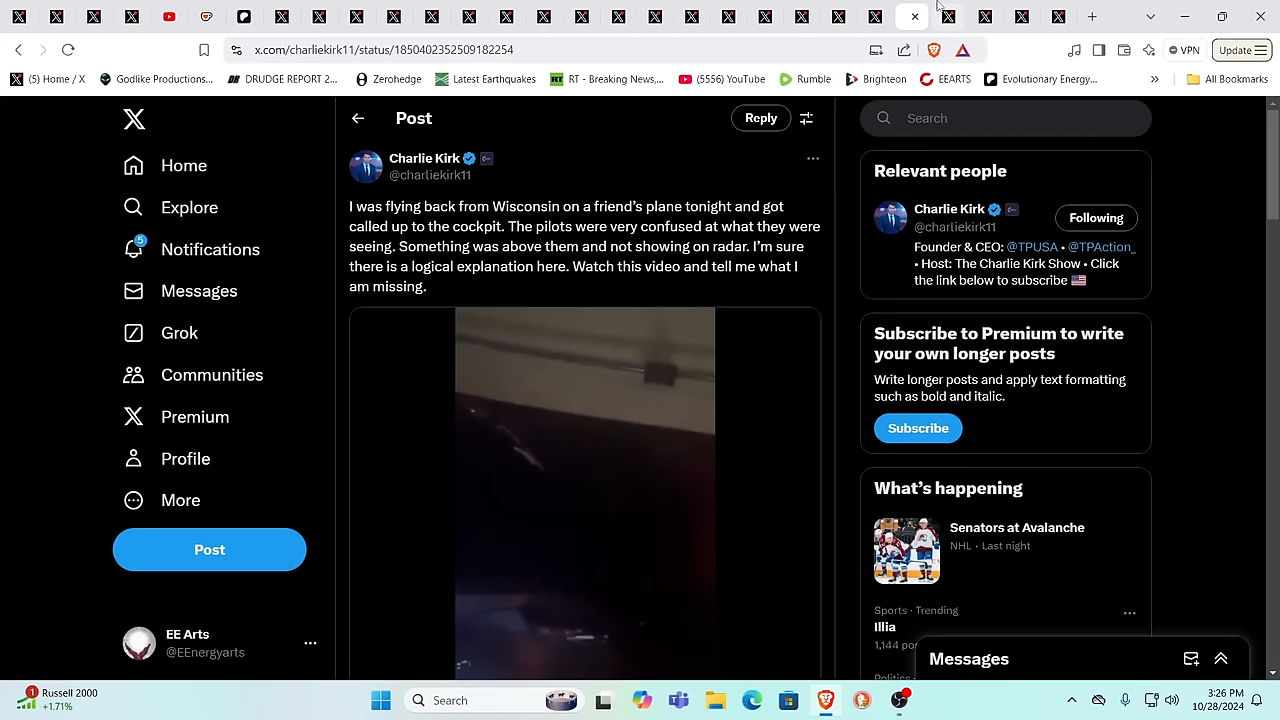 x.com/charliekirk11/status/1850402352509182254
VPN
Update
(5) Home / X
Godlike Productions...
DRUDGE REPORT 2...
Zerohedge
Latest Earthquakes
RT - Breaking News,...
(5556) YouTube
Rumble
Brighteon
EEARTS
Evolutionary Energy...
All Bookmarks
Home
Explore
5
Notifications
Messages
Grok
Communities
Premium
Profile
More
Post
EE Arts
@EEnergyarts
Post
Reply
Charlie Kirk
@charliekirk11
I was flying back from Wisconsin on a friend’s plane tonight and got
called up to the cockpit. The pilots were very confused at what they were
seeing. Something was above them and not showing on radar. I’m sure
there is a logical explanation here. Watch this video and tell me what I
am missing.
Search
Relevant people
Charlie Kirk
@charliekirk11
Following
Founder & CEO: @TPUSA • @TPAction_
• Host: The Charlie Kirk Show • Click
the link below to subscribe
Subscribe to Premium to write
your own longer posts
Write longer posts and apply text formatting
such as bold and italic.
Subscribe
What’s happening
Senators at Avalanche
NHL · Last night
Sports · Trending
Illia
1,144 pos
Messages
1
Russell 2000
+1.71%
Search
3:26 PM
10/28/2024